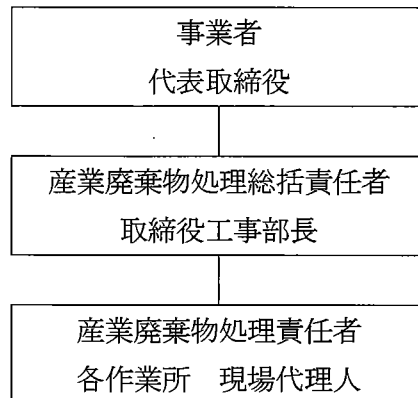 事業者
代表取締役
産業廃棄物処理総括責任者
取締役工事部長
産業廃棄物処理責任者
各作業所　現場代理人